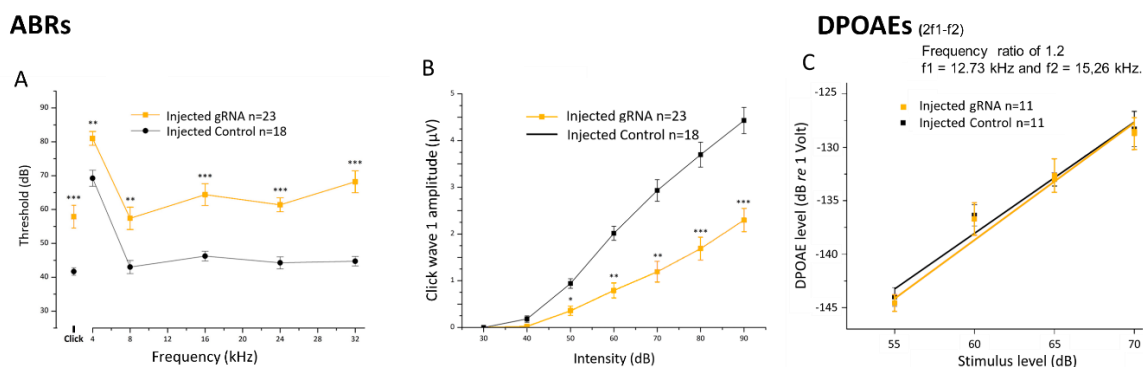 ABRs
DPOAEs (2f1-f2)
Frequency ratio of 1.2
f1 = 12.73 kHz and f2 = 15,26 kHz.
A
Injected gRNA n=23
Injected Control n=18
Threshold (dB)
90
80
70
60
50
40
30
**
***
**
***
***
***
Click
4
8
12
16
20
24
28
32
Frequency (kHz)
B
Injected gRNA n=23
Injected Control n=18
Click wave 1 amplitude (µV)
5
4
3
2
1
0
*
**
**
***
***
30
40
50
60
70
80
90
Intensity (dB)
C
Injected gRNA n=11
Injected Control n=11
DPOAE level (dB re 1 Volt)
-125
-130
-135
-140
-145
55
60
65
70
Stimulus level (dB)